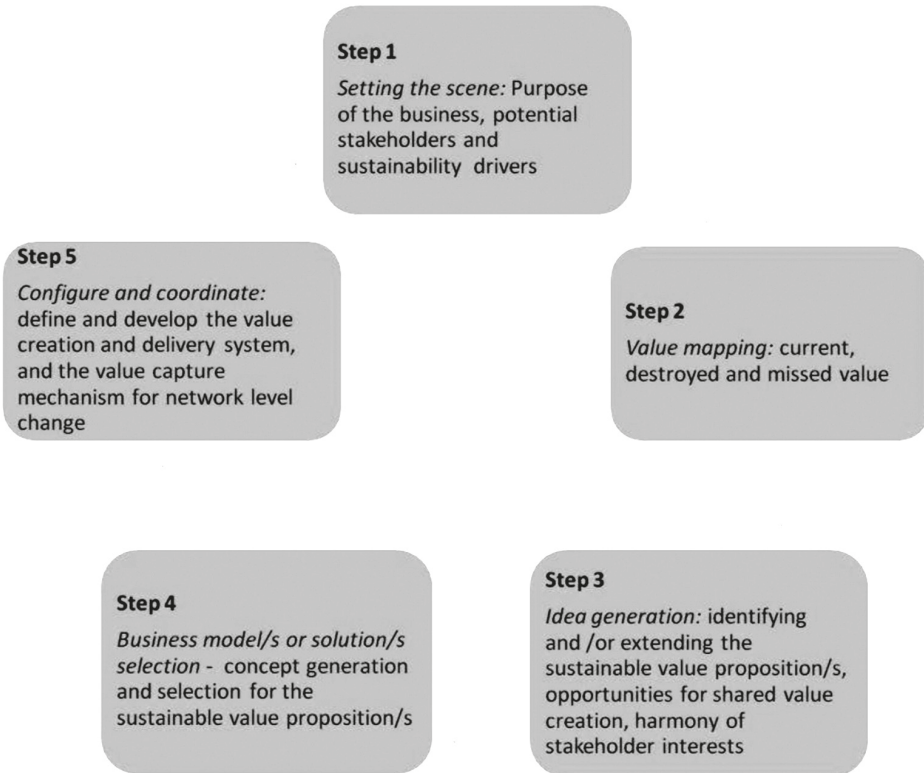 Step 1
Setting the scene: Purpose
of the business, potential
stakeholders and
sustainability drivers
Step 2
Value mapping: current,
destroyed and missed value
Step 3
Idea generation: identifying
and /or extending the
sustainable value proposition/s,
opportunities for shared value
creation, harmony of
stakeholder interests
Step 4
Business model/s or solution/s
selection - concept generation
and selection for the
sustainable value proposition/s
Step 5
Configure and coordinate:
define and develop the value
creation and delivery system,
and the value capture
mechanism for network level
change